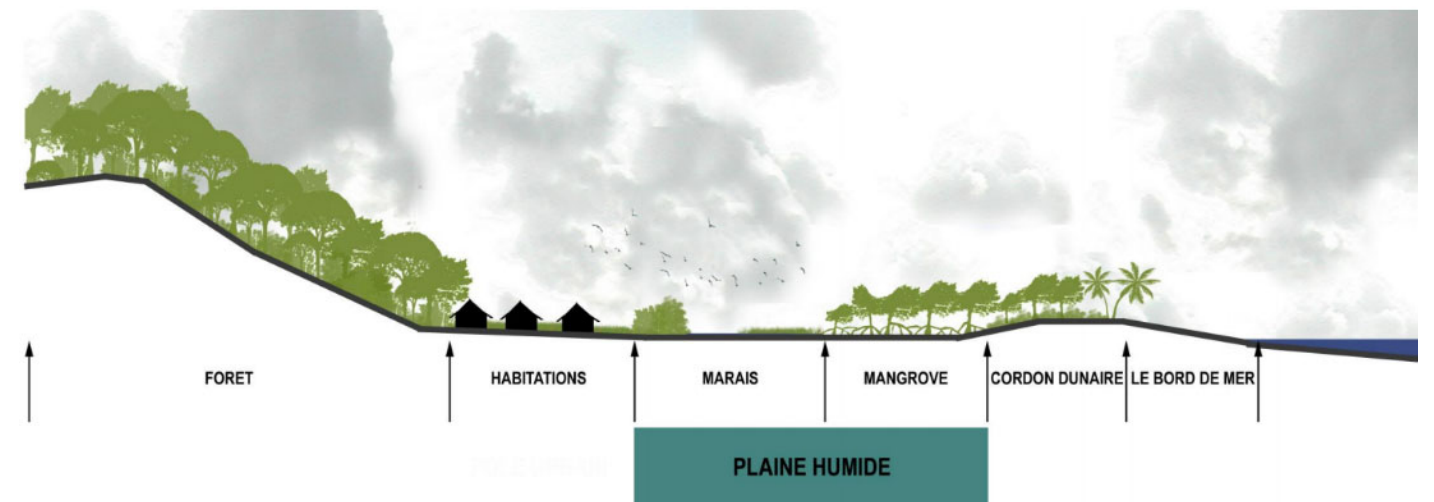 FORET
HABITATIONS
MARAIS
MANGROVE
CORDON DUNAIRE
LE BORD DE MER
PLAINE HUMIDE